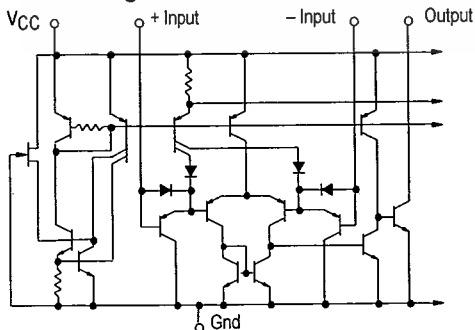 VCC + Input – Input Output
Gnd